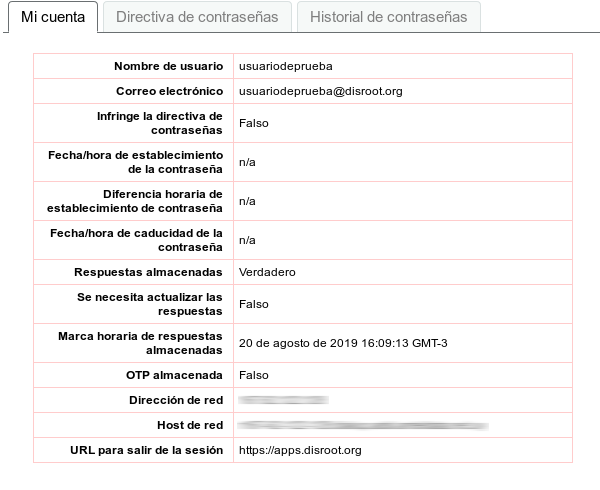 Mi cuenta Directiva de contraseñas Historial de contraseñas
Nombre de usuario usuariodeprueba
Correo electrónico usuariodeprueba@disroot.org
Infringe la directiva de
contraseñas Falso
Fecha/hora de establecimiento
de la contraseña n/a
Diferencia horaria de
establecimiento de contraseña n/a
Fecha/hora de caducidad de la
contraseña n/a
Respuestas almacenadas Verdadero
Se necesita actualizar las
respuestas Falso
Marca horaria de respuestas
almacenadas 20 de agosto de 2019 16:09:13 GMT-3
OTP almacenada Falso
Dirección de red
Host de red
URL para salir de la sesión https://apps.disroot.org